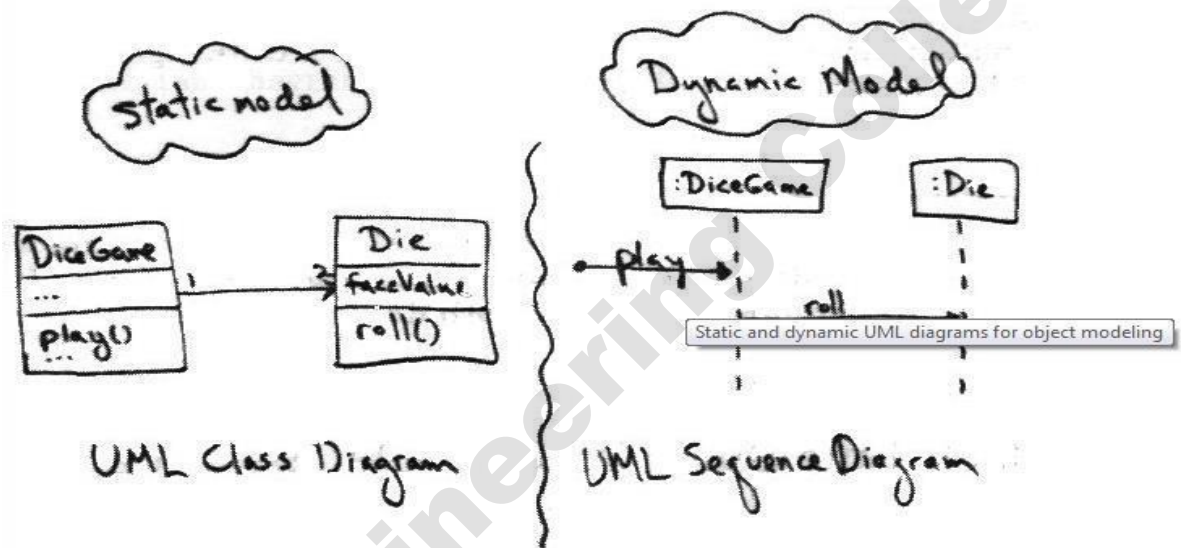 static model
DiceGame
...
play()
...
1
2
Die
faceValue
roll()
UML Class Diagram
Dynamic Model
:DiceGame
:Die
play
roll
Static and dynamic UML diagrams for object modeling
UML Sequence Diagram